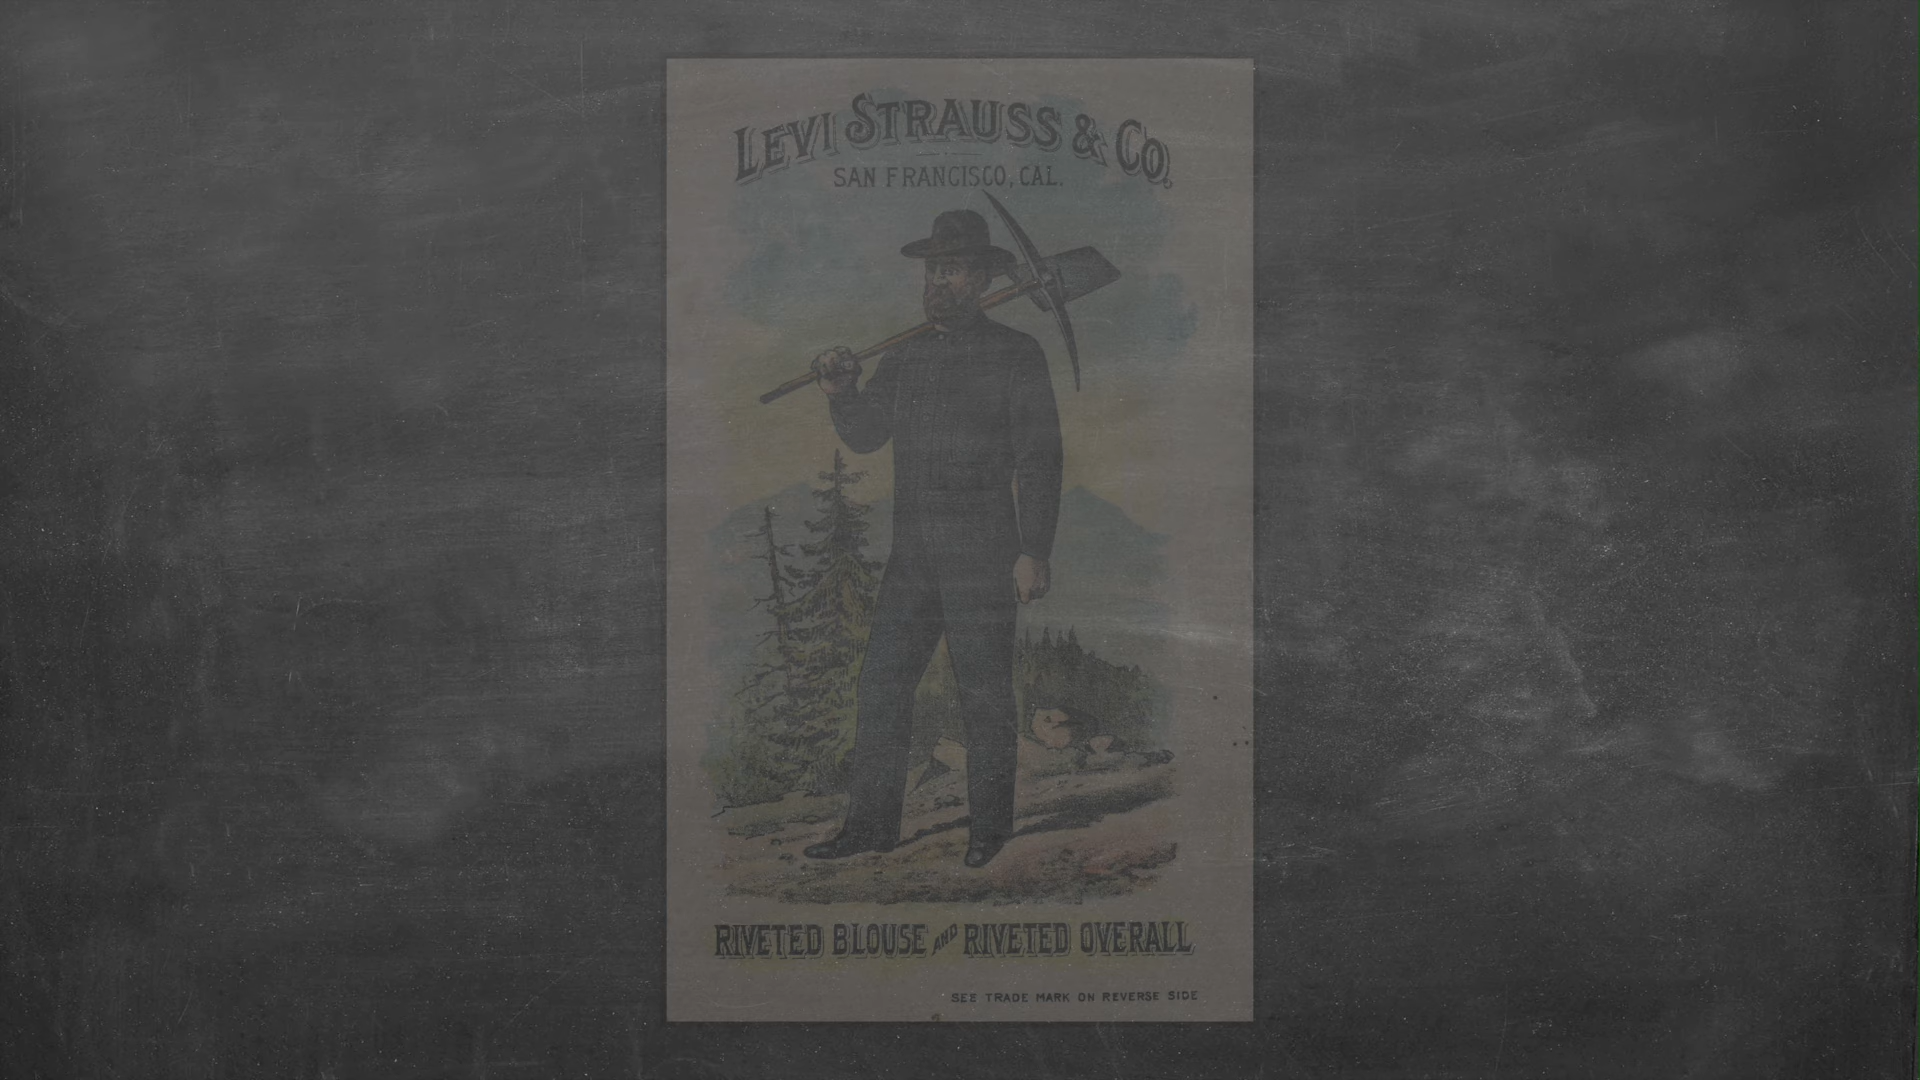 LEVI STRAUSS & CO.
SAN FRANCISCO, CAL.
RIVETED BLOUSE AND RIVETED OVERALL
SEE TRADE MARK ON REVERSE SIDE